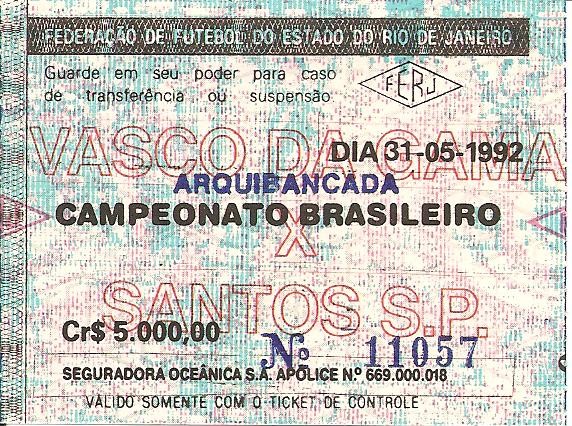 FEDERAÇÃO DE FUTEBOL DO ESTADO DO RIO DE JANEIRO
Guarde em seu poder para caso
de transferência ou suspensão
FERJ
VASCO DA GAMA
DIA 31-05-1992
ARQUIBANCADA
CAMPEONATO BRASILEIRO
X
SANTOS S.P.
Cr$ 5.000,00
Nº 11057
SEGURADORA OCEÂNICA S.A. APOLICE N.º 669.000.018
VÁLIDO SOMENTE COM O TICKET DE CONTROLE